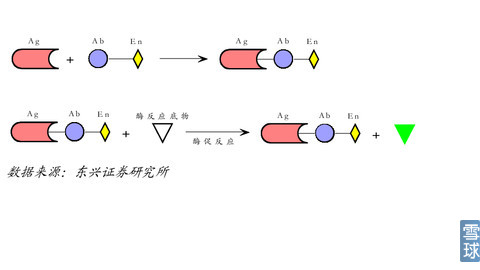 Ag Ab En Ag Ab En
+
Ag Ab En 酶反应底物 Ag Ab En
+ 酶促反应 +
数据来源：东兴证券研究所
雪球